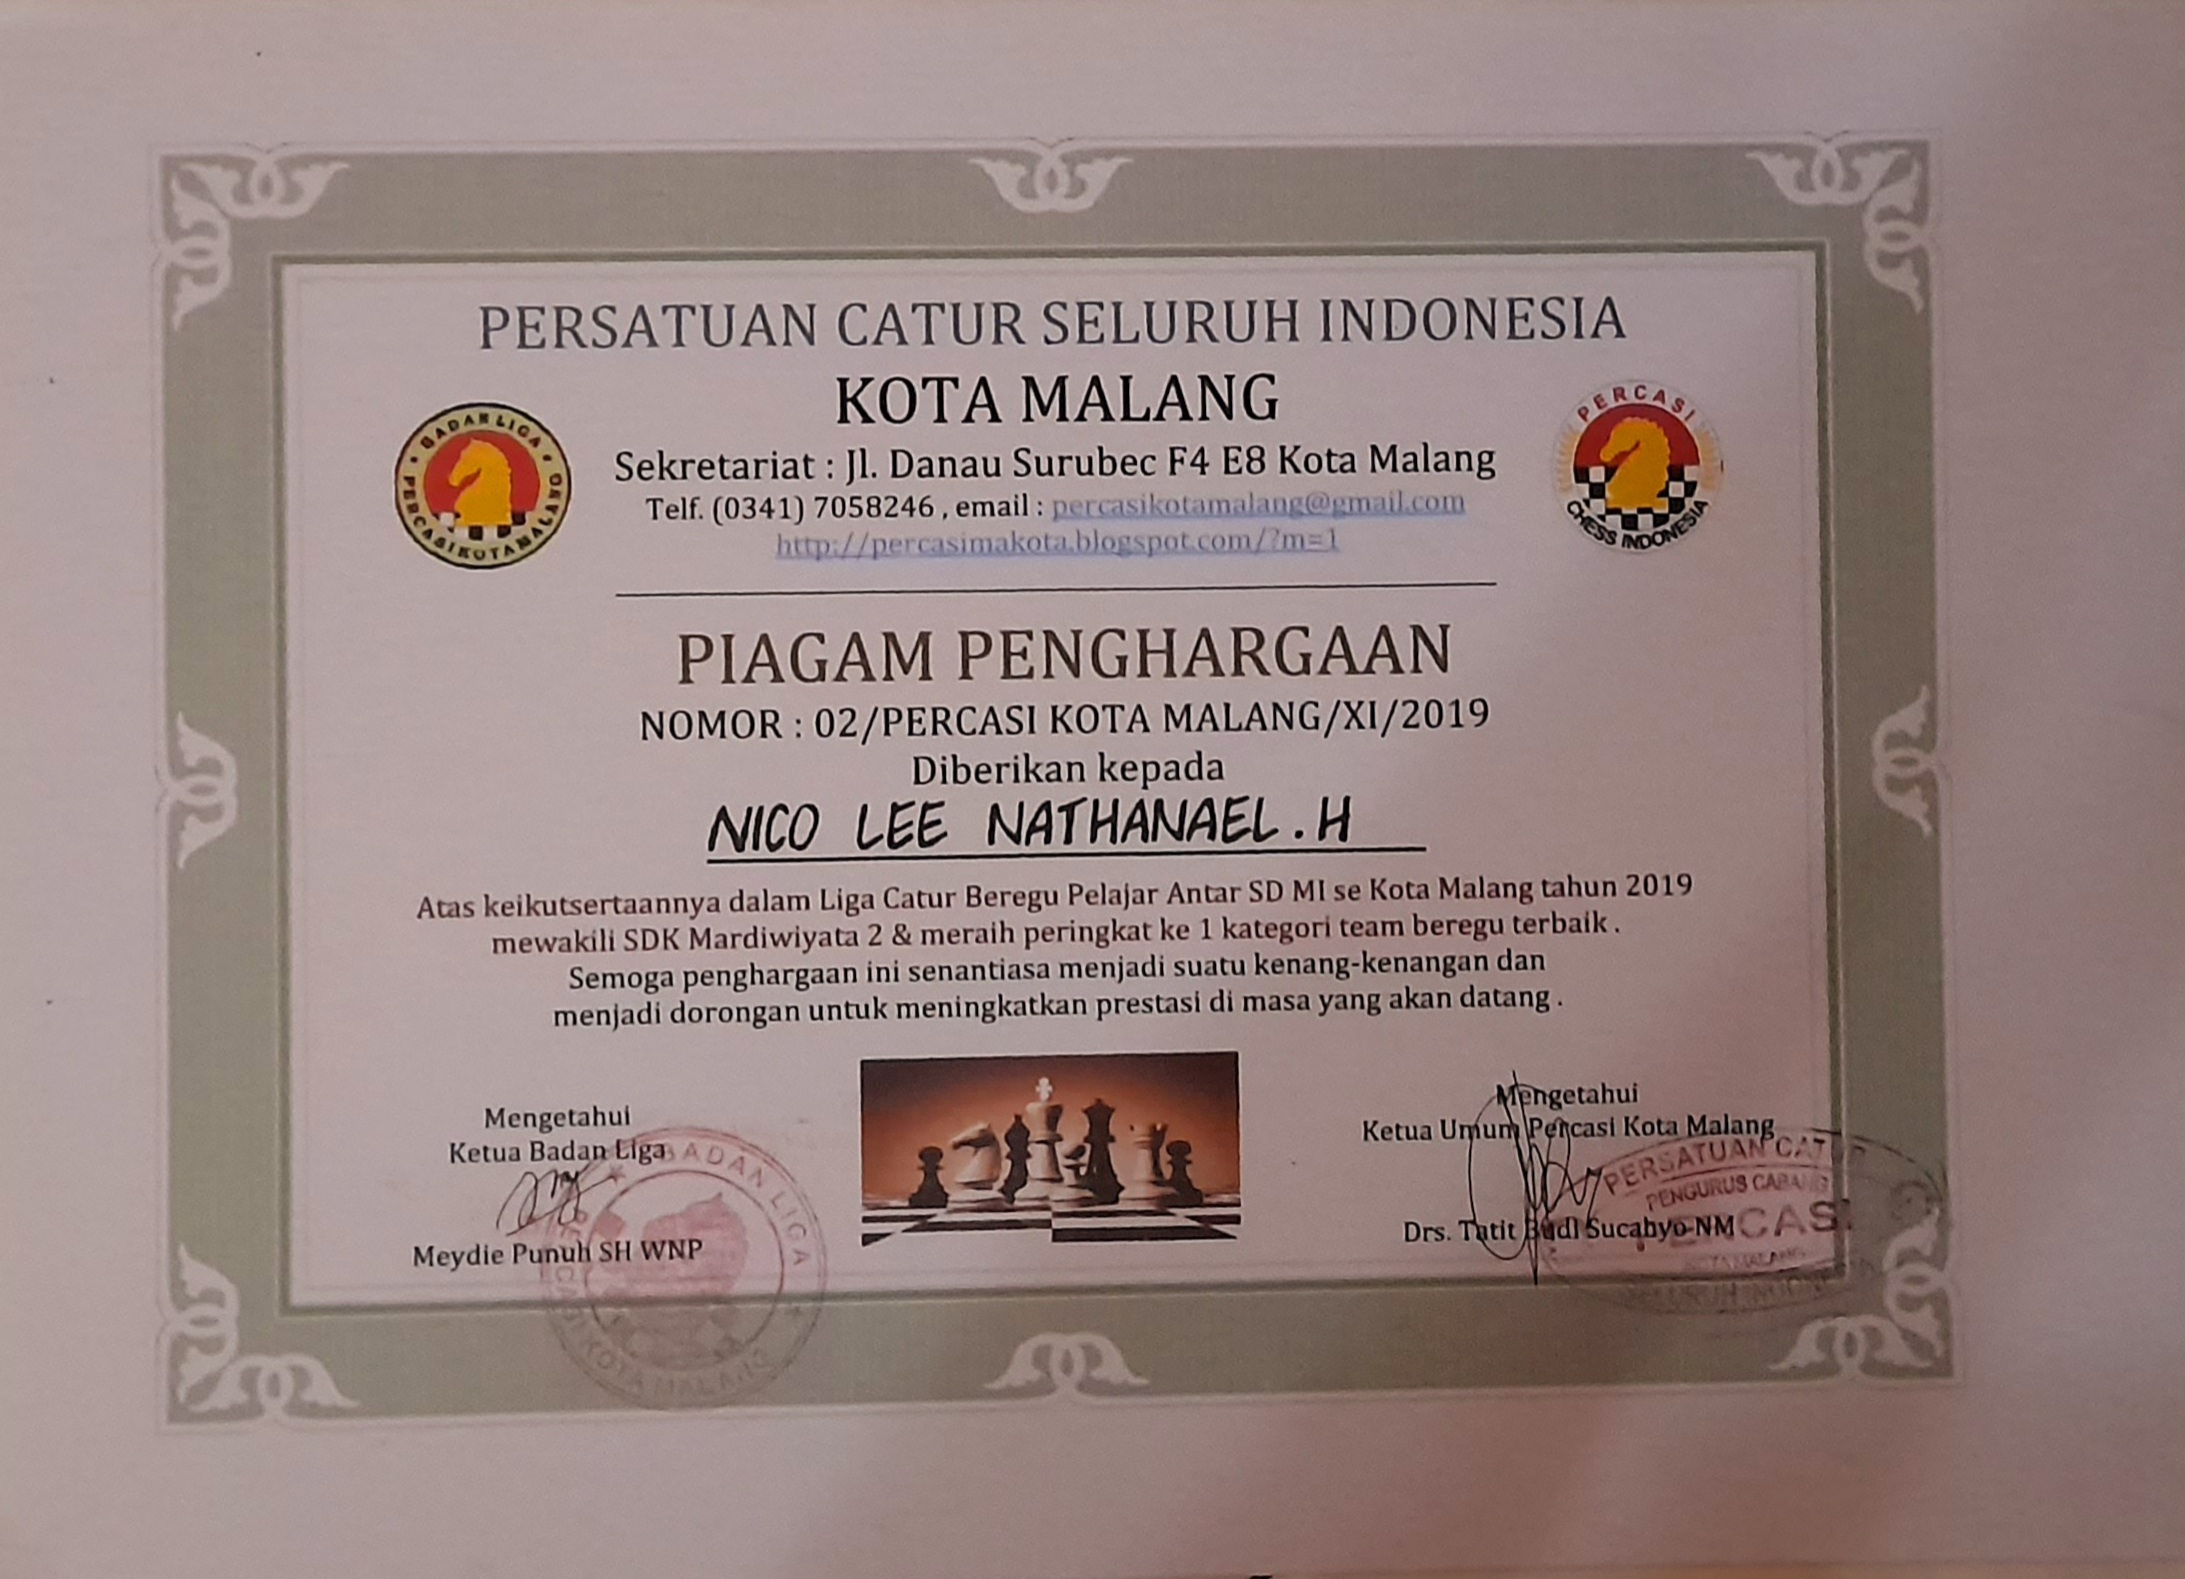 PERSATUAN CATUR SELURUH INDONESIA
KOTA MALANG
BADAN LIGA
PERCASI KOTA MALANG
PERCASI
CHESS INDONESIA
Sekretariat : Jl. Danau Surubec F4 E8 Kota Malang
Telf. (0341) 7058246 , email : percasikotamalang@gmail.com
http://percasimakota.blogspot.com/?m=1
PIAGAM PENGHARGAAN
NOMOR : 02/PERCASI KOTA MALANG/XI/2019
Diberikan kepada
NICO LEE NATHANAEL . H
Atas keikutsertaannya dalam Liga Catur Beregu Pelajar Antar SD MI se Kota Malang tahun 2019
mewakili SDK Mardiwiyata 2 & meraih peringkat ke 1 kategori team beregu terbaik .
Semoga penghargaan ini senantiasa menjadi suatu kenang-kenangan dan
menjadi dorongan untuk meningkatkan prestasi di masa yang akan datang .
Mengetahui
Ketua Badan Liga
Meydie Punuh SH WNP
BADAN LIGA
PERCASI KOTA MALANG
Mengetahui
Ketua Umum Percasi Kota Malang
Drs. Tatit Budi Sucahyo NM
PERSATUAN CAT
PENGURUS CABANG
PERCASI
KOTA MALANG